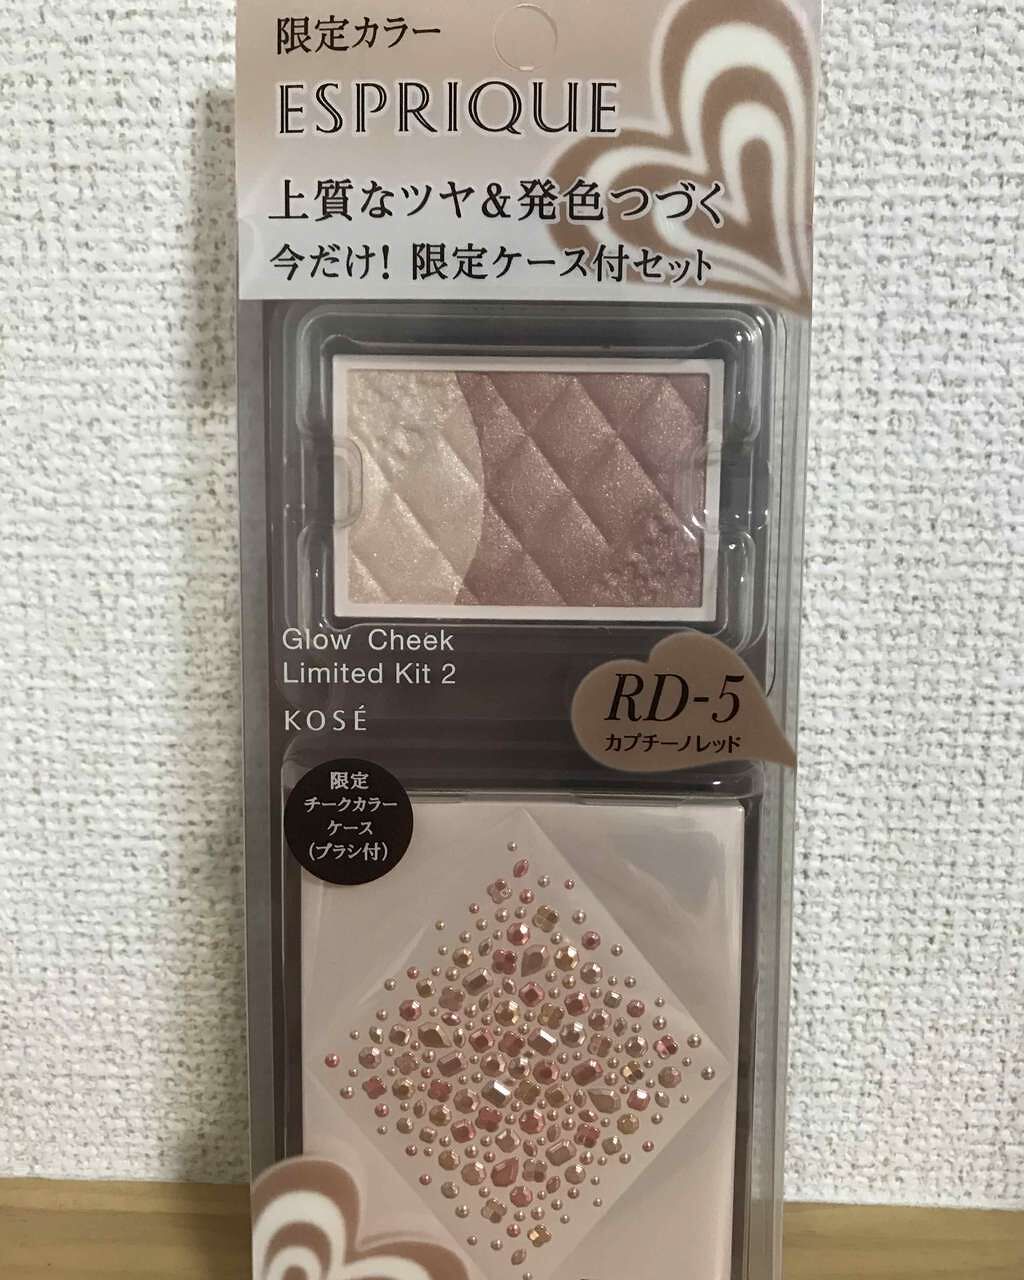 限定カラー
ESPRIQUE
上質なツヤ&発色つづく
今だけ! 限定ケース付セット
Glow Cheek
Limited Kit 2
KOSÉ
RD-5
カプチーノレッド
限定
チークカラー
ケース
(ブラシ付)